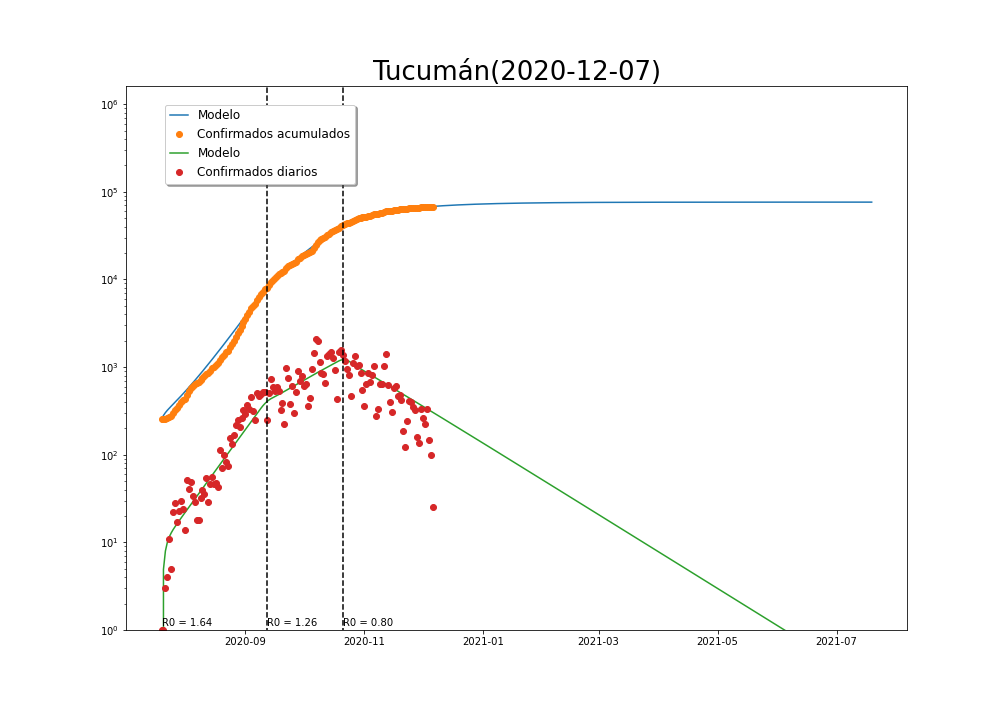 Tucumán(2020-12-07)
10⁶
Modelo
Confirmados acumulados
Modelo
Confirmados diarios
10⁵
10⁴
10³
10²
10¹
10⁰
R0 = 1.64 R0 = 1.26 R0 = 0.80
2020-09 2020-11 2021-01 2021-03 2021-05 2021-07